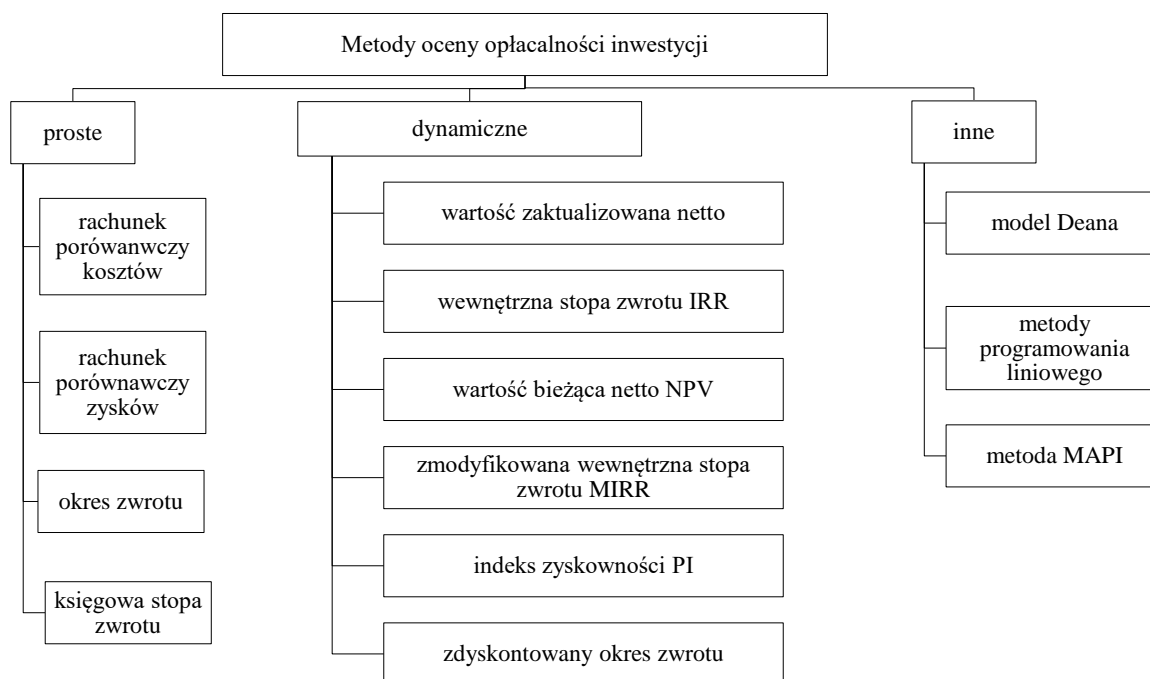 Metody oceny opłacalności inwestycji
proste
rachunek
porówanwczy
kosztów
rachunek
porównawczy
zysków
okres zwrotu
księgowa stopa
zwrotu
dynamiczne
wartość zaktualizowana netto
wewnętrzna stopa zwrotu IRR
wartość bieżąca netto NPV
zmodyfikowana wewnętrzna stopa
zwrotu MIRR
indeks zyskowności PI
zdyskontowany okres zwrotu
inne
model Deana
metody
programowania
liniowego
metoda MAPI